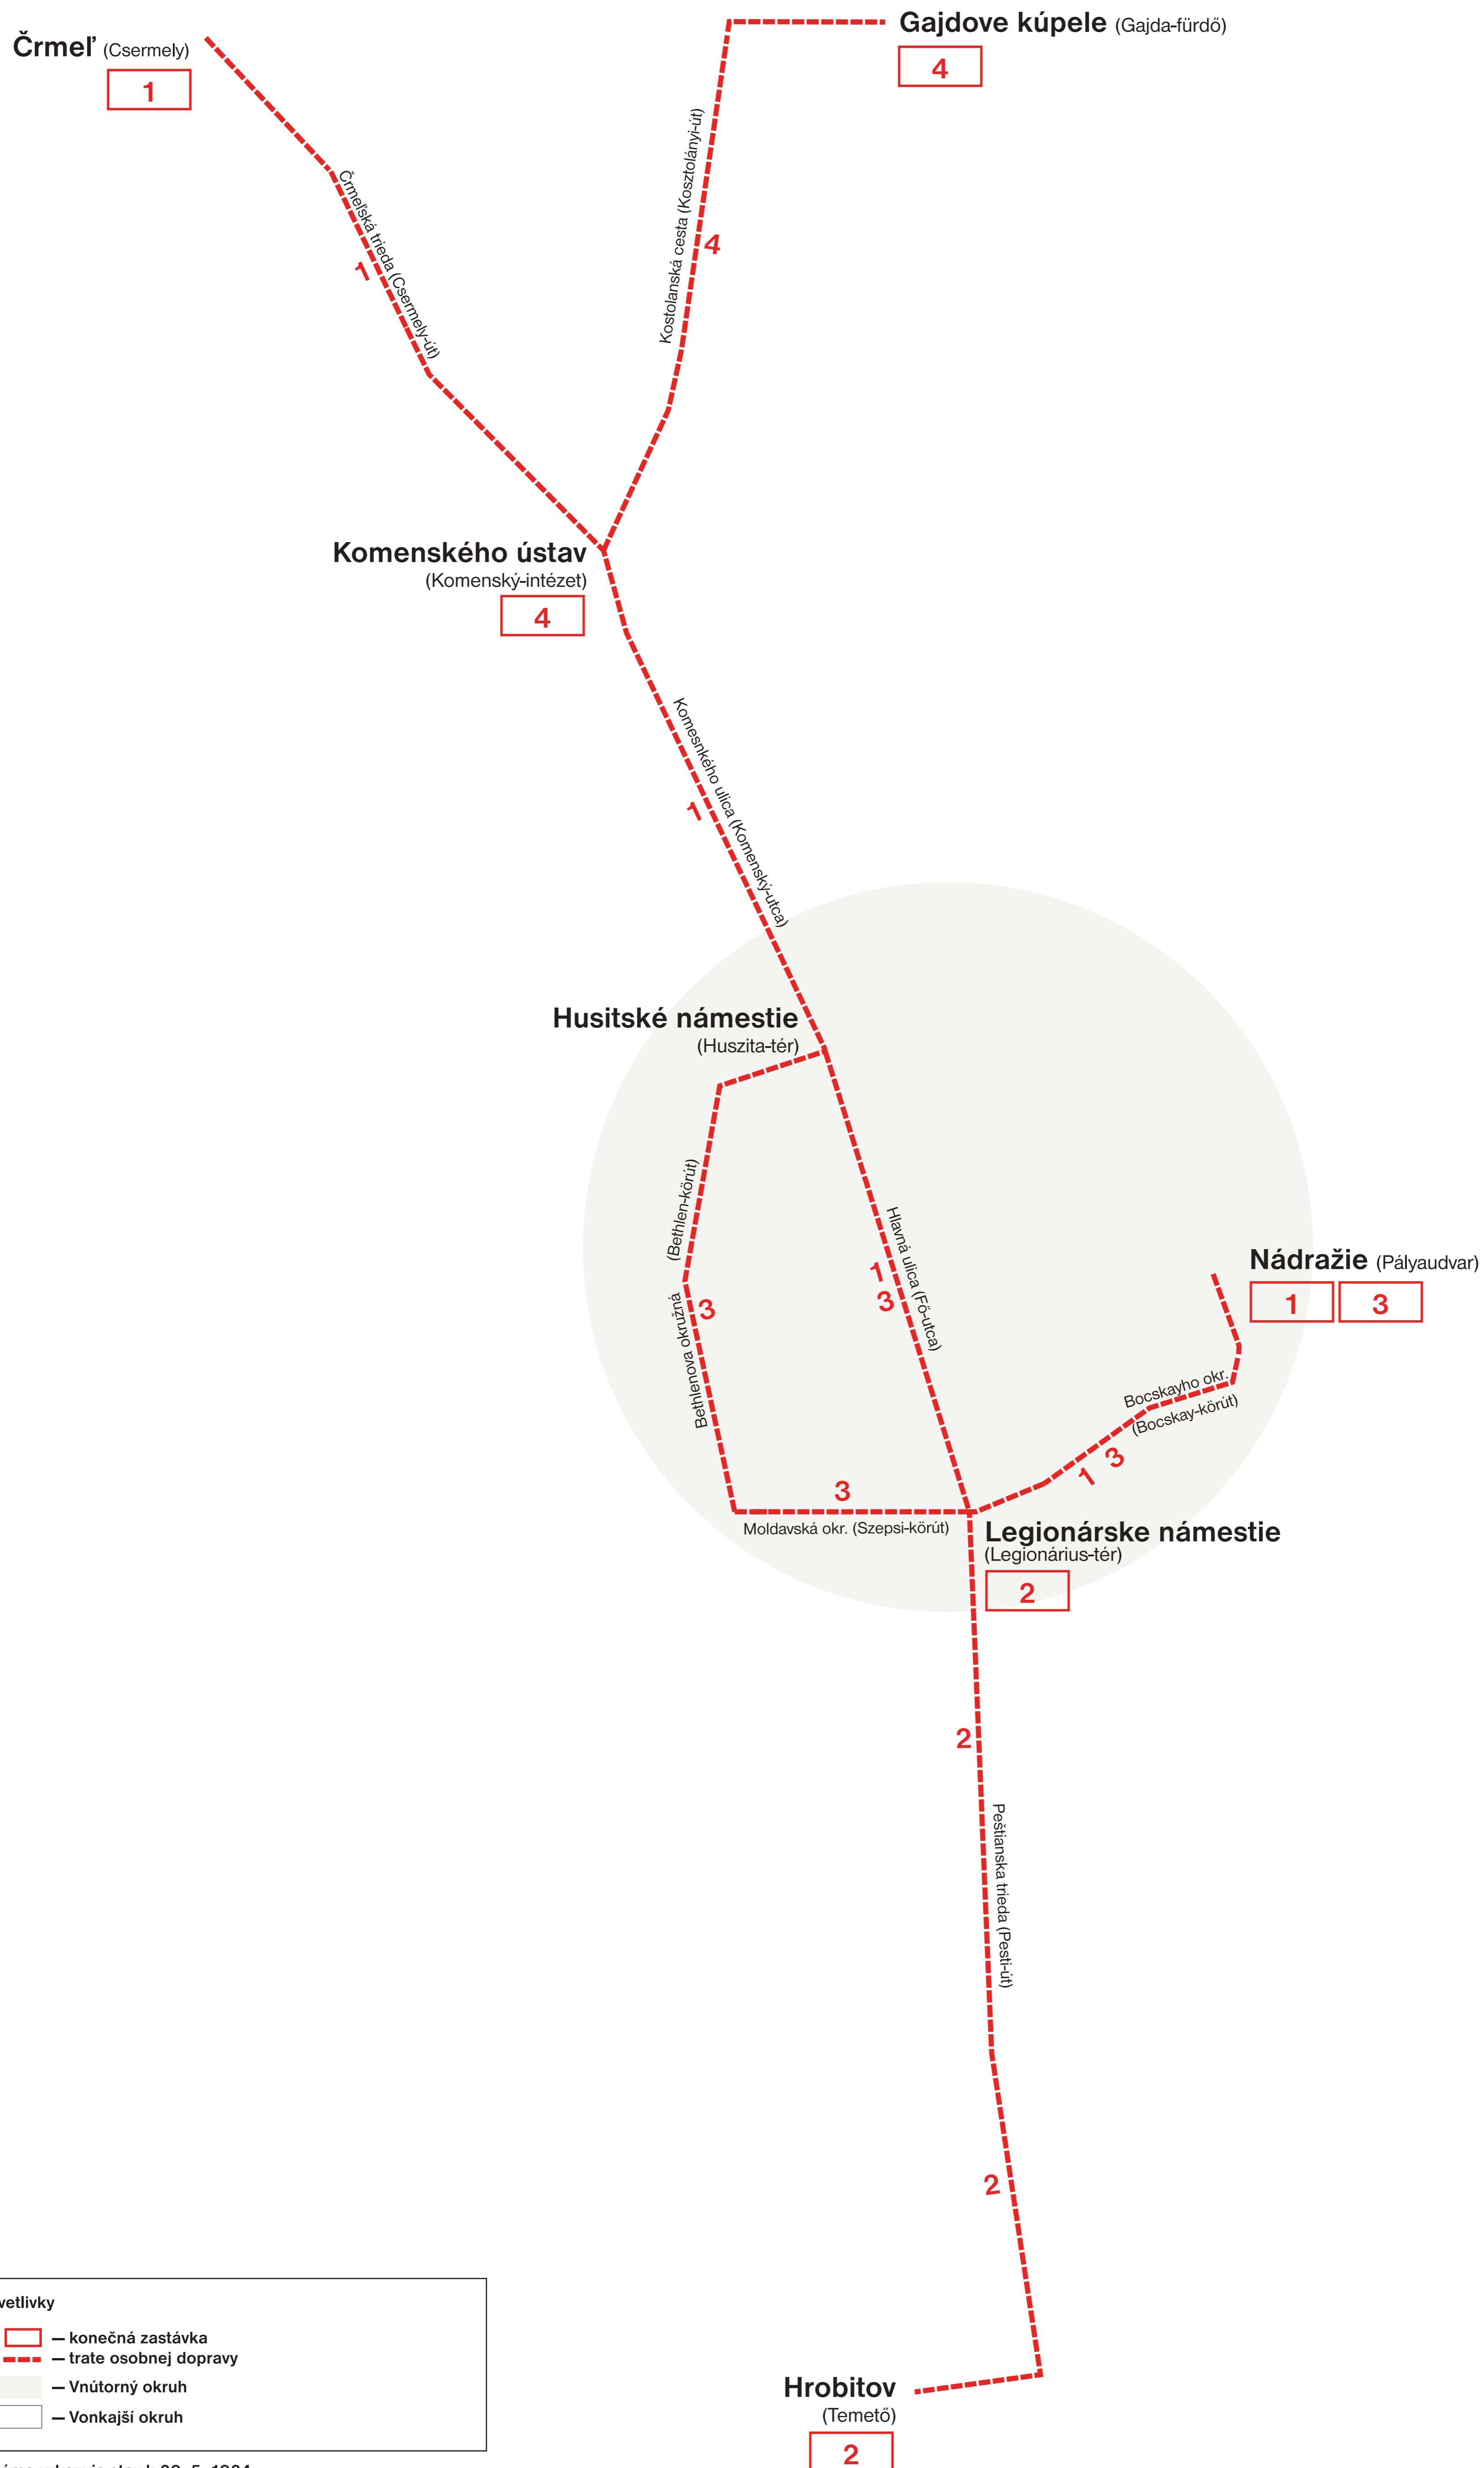 Gajdove kúpele (Gajda-fürdő)
4
Črmeľ (Csermely)
1
Kostolanská cesta (Kosztolányi-út)
4
Črmeľská trieda (Csermely-út)
1
Komenského ústav
(Komenský-intézet)
4
Komesnkého ulica (Komenský-utca)
1
Husitské námestie
(Huszita-tér)
(Bethlen-körút)
Bethlenova okružná
3
Hlavná ulica (Fő-utca)
1
3
Nádražie (Pályaudvar)
1 3
Bocskayho okr.
(Bocskay-körút)
1 3
3
Moldavská okr. (Szepsi-körút)
Legionárske námestie
(Legionárius-tér)
2
2
Peštianska trieda (Pesti-út)
2
Hrobitov
(Temető)
2
vetlivky
— konečná zastávka
— trate osobnej dopravy
— Vnútorný okruh
— Vonkajší okruh